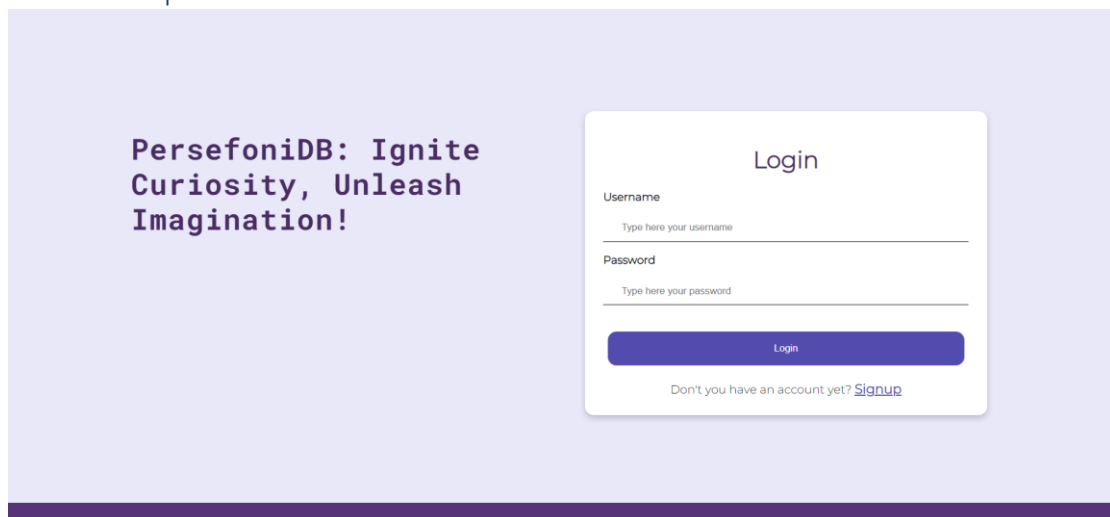 PersefoniDB: Ignite
Curiosity, Unleash
Imagination!
Login
Username
Type here your username
Password
Type here your password
Login
Don't you have an account yet? Signup